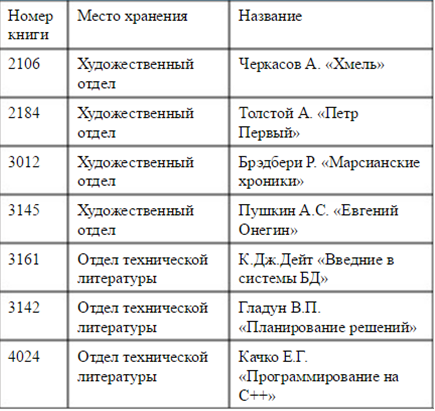 Номер Место хранения Название
книги
2106 Художественный Черкасов А. «Хмель»
отдел
2184 Художественный Толстой А. «Петр
отдел Первый»
3012 Художественный Брэдбери Р. «Марсианские
отдел хроники»
3145 Художественный Пушкин А.С. «Евгений
отдел Онегин»
3161 Отдел технической К.Дж.Дейт «Введние в
литературы системы БД»
3142 Отдел технической Гладун В.П.
литературы «Планирование решений»
4024 Отдел технической Качко Е.Г.
литературы «Программирование на
С++»